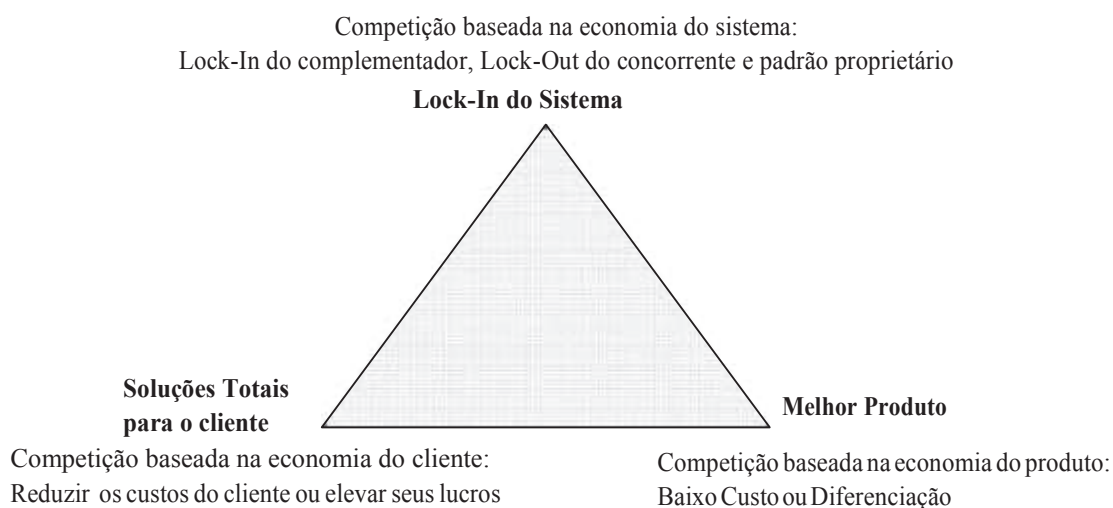 Competição baseada na economia do sistema:
Lock-In do complementador, Lock-Out do concorrente e padrão proprietário
Lock-In do Sistema
Soluções Totais
para o cliente
Melhor Produto
Competição baseada na economia do cliente:
Reduzir os custos do cliente ou elevar seus lucros
Competição baseada na economia do produto:
Baixo Custo ou Diferenciação